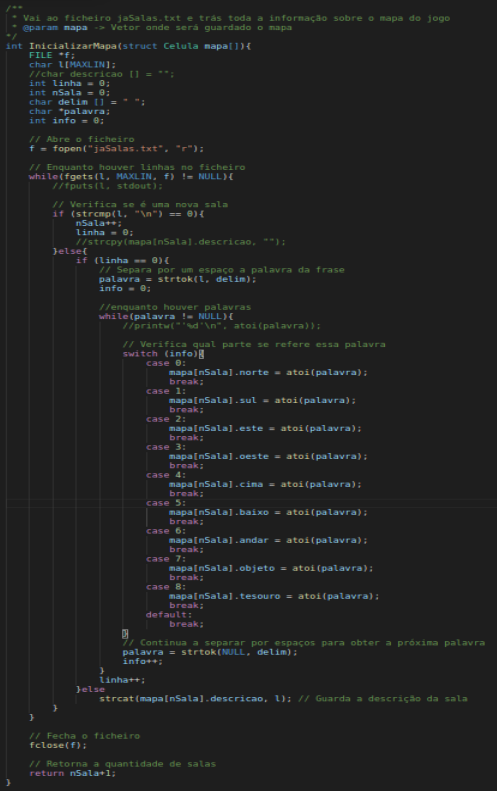 /**
 * Vai ao ficheiro jaSalas.txt e trás toda a informação sobre o mapa do jogo
 * @param mapa -> Vetor onde será guardado o mapa
*/
int InicializarMapa(struct Celula mapa[]){
    FILE *f;
    char l[MAXLIN];
    //char descricao [] = "";
    int linha = 0;
    int nSala = 0;
    char delim [] = " ";
    char *palavra;
    int info = 0;

    // Abre o ficheiro
    f = fopen("jaSalas.txt", "r");

    // Enquanto houver linhas no ficheiro
    while(fgets(l, MAXLIN, f) != NULL){
        //fputs(l, stdout);

        // Verifica se é uma nova sala
        if (strcmp(l, "\n") == 0){
            nSala++;
            linha = 0;
            //strcpy(mapa[nSala].descricao, "");
        }else{
            if (linha == 0){
                // Separa por um espaço a palavra da frase
                palavra = strtok(l, delim);
                info = 0;

                //enquanto houver palavras
                while(palavra != NULL){
                    //printw("'%d'\n", atoi(palavra));

                    // Verifica qual parte se refere essa palavra
                    switch (info){
                        case 0:
                            mapa[nSala].norte = atoi(palavra);
                            break;
                        case 1:
                            mapa[nSala].sul = atoi(palavra);
                            break;
                        case 2:
                            mapa[nSala].este = atoi(palavra);
                            break;
                        case 3:
                            mapa[nSala].oeste = atoi(palavra);
                            break;
                        case 4:
                            mapa[nSala].cima = atoi(palavra);
                            break;
                        case 5:
                            mapa[nSala].baixo = atoi(palavra);
                            break;
                        case 6:
                            mapa[nSala].andar = atoi(palavra);
                            break;
                        case 7:
                            mapa[nSala].objeto = atoi(palavra);
                            break;
                        case 8:
                            mapa[nSala].tesouro = atoi(palavra);
                            break;
                        default:
                            break;
                    }
                    // Continua a separar por espaços para obter a próxima palavra
                    palavra = strtok(NULL, delim);
                    info++;
                }
                linha++;
            }else
                strcat(mapa[nSala].descricao, l); // Guarda a descrição da sala
        }
    }

    // Fecha o ficheiro
    fclose(f);

    // Retorna a quantidade de salas
    return nSala+1;
}